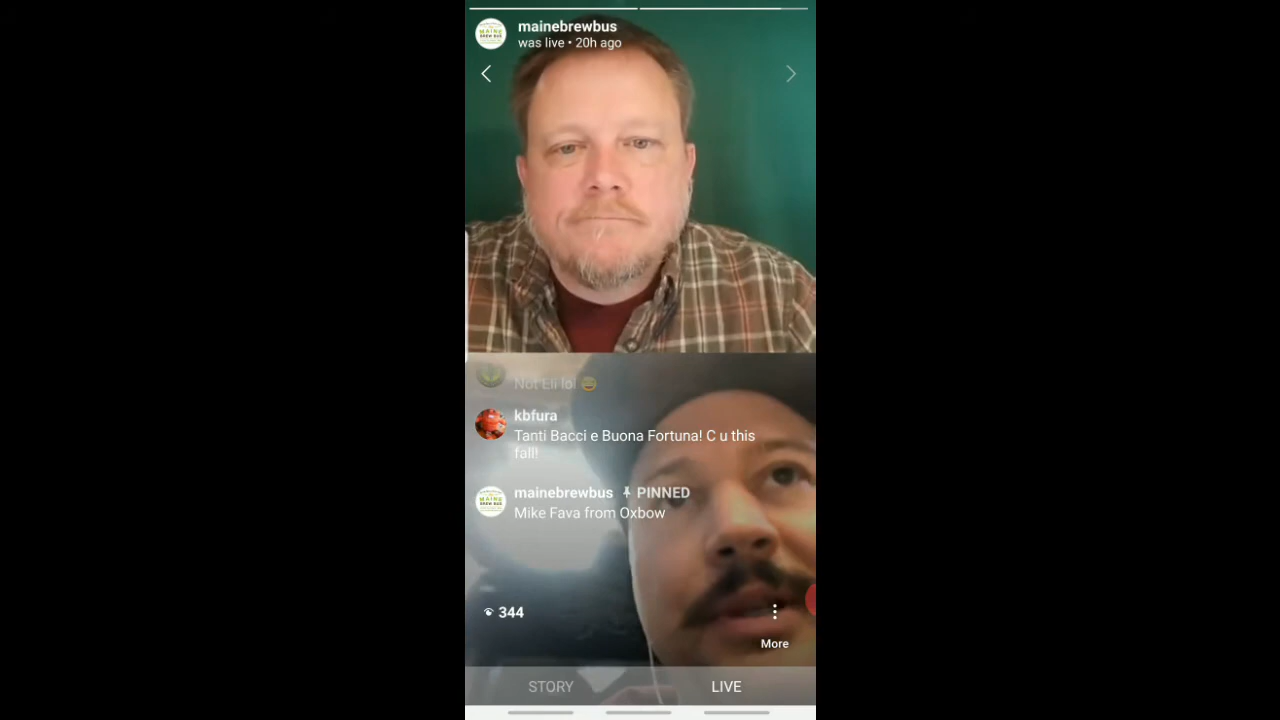 mainebrewbus
was live • 20h ago
Not Eli lol 😅
kbfura
Tanti Bacci e Buona Fortuna! C u this
fall!
mainebrewbus PINNED
Mike Fava from Oxbow
344
More
STORY LIVE